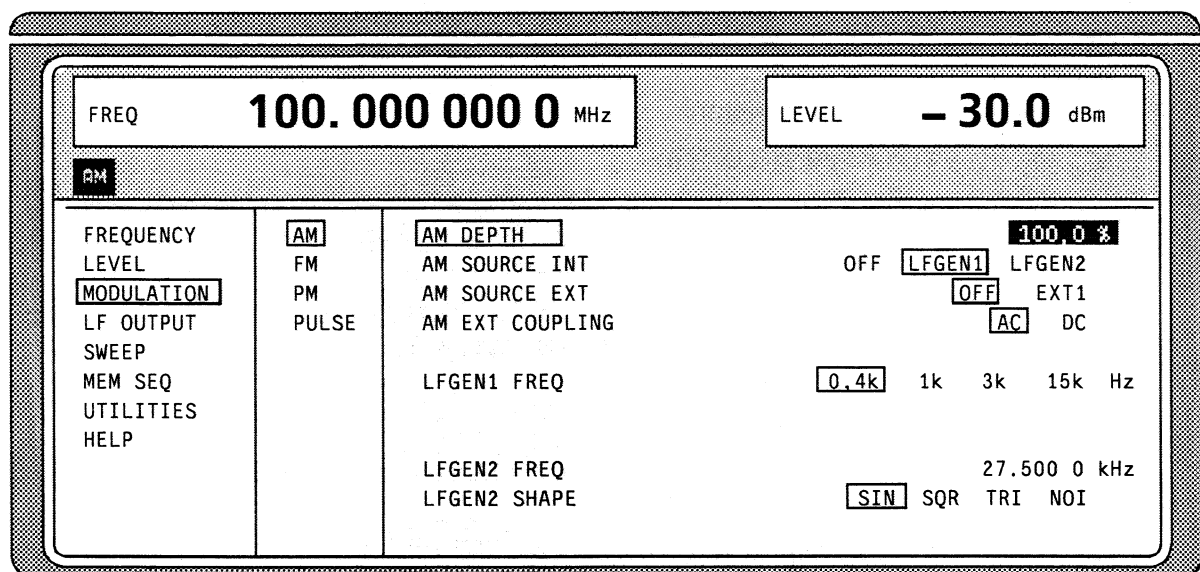 FREQ 100. 000 000 0 MHz
LEVEL – 30.0 dBm
AM
FREQUENCY
LEVEL
MODULATION
LF OUTPUT
SWEEP
MEM SEQ
UTILITIES
HELP
AM
FM
PM
PULSE
AM DEPTH 100,0 %
AM SOURCE INT OFF LFGEN1 LFGEN2
AM SOURCE EXT OFF EXT1
AM EXT COUPLING AC DC
LFGEN1 FREQ 0,4k 1k 3k 15k Hz
LFGEN2 FREQ 27.500 0 kHz
LFGEN2 SHAPE SIN SQR TRI NOI